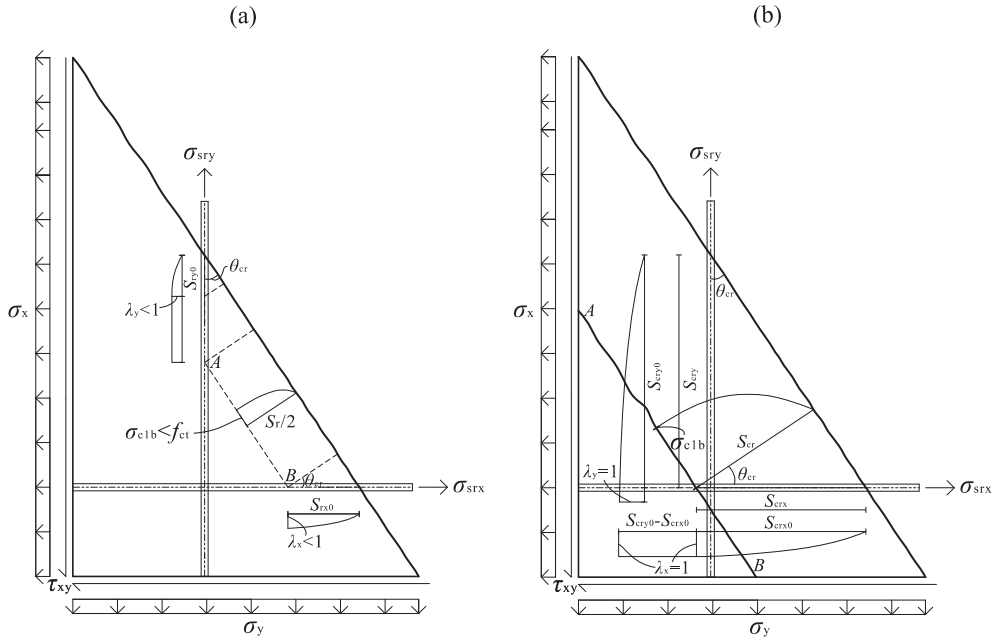 (a)
(b)
σsry
σsry
Sry0
θcr
θcr
λy<1
σx
σx
A
A
Scry0
Scry
σc1b<fct
Sr/2
σc1b
Scr
λy=1
θcr
B
θcr
σsrx
σsrx
Srx0
Scrx
λx<1
Scry0-Scrx0
Scrx0
λx=1
B
τxy
τxy
σy
σy